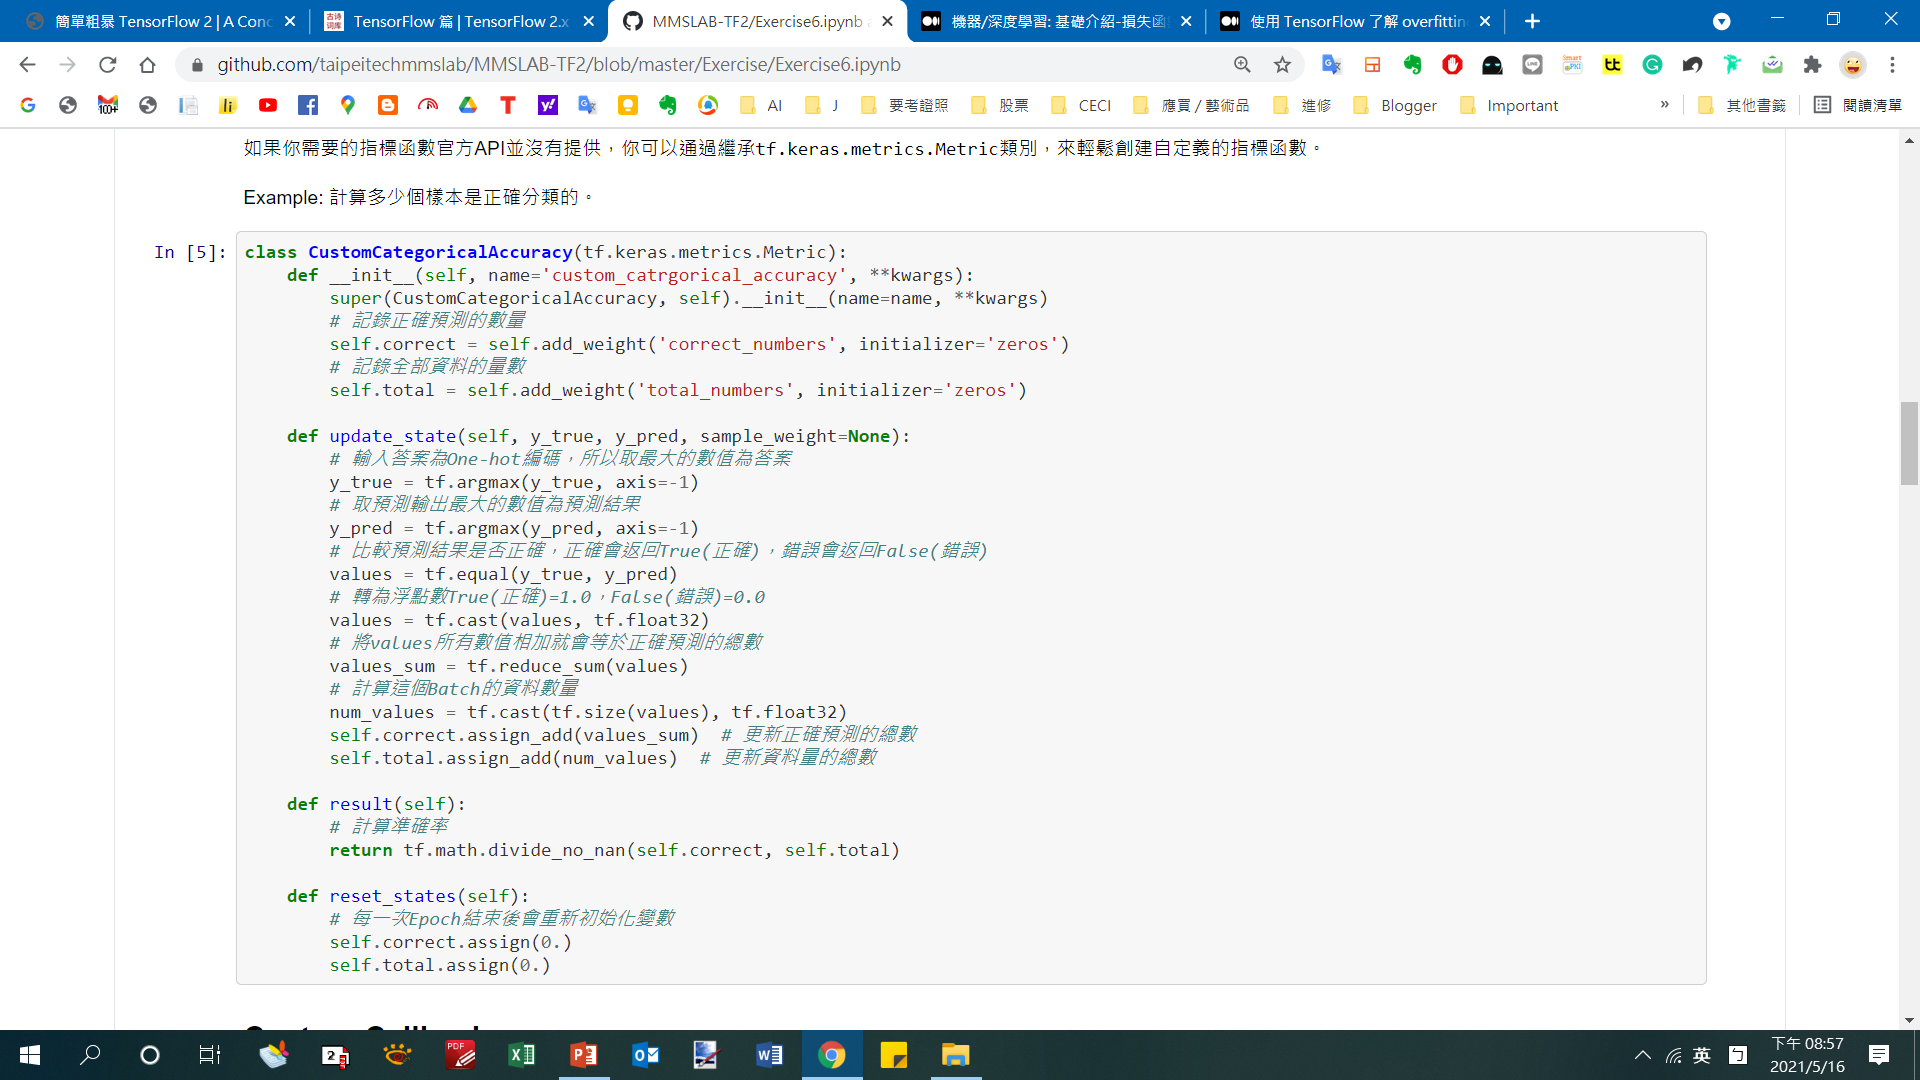 簡單粗暴 TensorFlow 2 | A Conc
TensorFlow 篇 | TensorFlow 2.x
MMSLAB-TF2/Exercise6.ipynb a
機器/深度學習: 基礎介紹-損失函
使用 TensorFlow 了解 overfittin
github.com/taipeitechmmslab/MMSLAB-TF2/blob/master/Exercise/Exercise6.ipynb
AI
J
要考證照
股票
CECI
應買 / 藝術品
進修
Blogger
Important
»
其他書籤
閱讀清單
如果你需要的指標函數官方API並沒有提供，你可以通過繼承tf.keras.metrics.Metric類別，來輕鬆創建自定義的指標函數。
Example: 計算多少個樣本是正確分類的。
In [5]:
class CustomCategoricalAccuracy(tf.keras.metrics.Metric):
def __init__(self, name='custom_catrgorical_accuracy', **kwargs):
super(CustomCategoricalAccuracy, self).__init__(name=name, **kwargs)
# 記錄正確預測的數量
self.correct = self.add_weight('correct_numbers', initializer='zeros')
# 記錄全部資料的量數
self.total = self.add_weight('total_numbers', initializer='zeros')
def update_state(self, y_true, y_pred, sample_weight=None):
# 輸入答案為One-hot編碼，所以取最大的數值為答案
y_true = tf.argmax(y_true, axis=-1)
# 取預測輸出最大的數值為預測結果
y_pred = tf.argmax(y_pred, axis=-1)
# 比較預測結果是否正確，正確會返回True(正確)，錯誤會返回False(錯誤)
values = tf.equal(y_true, y_pred)
# 轉為浮點數True(正確)=1.0，False(錯誤)=0.0
values = tf.cast(values, tf.float32)
# 將values所有數值相加就會等於正確預測的總數
values_sum = tf.reduce_sum(values)
# 計算這個Batch的資料數量
num_values = tf.cast(tf.size(values), tf.float32)
self.correct.assign_add(values_sum)  # 更新正確預測的總數
self.total.assign_add(num_values)  # 更新資料量的總數
def result(self):
# 計算準確率
return tf.math.divide_no_nan(self.correct, self.total)
def reset_states(self):
# 每一次Epoch結束後會重新初始化變數
self.correct.assign(0.)
self.total.assign(0.)
英
下午 08:57
2021/5/16